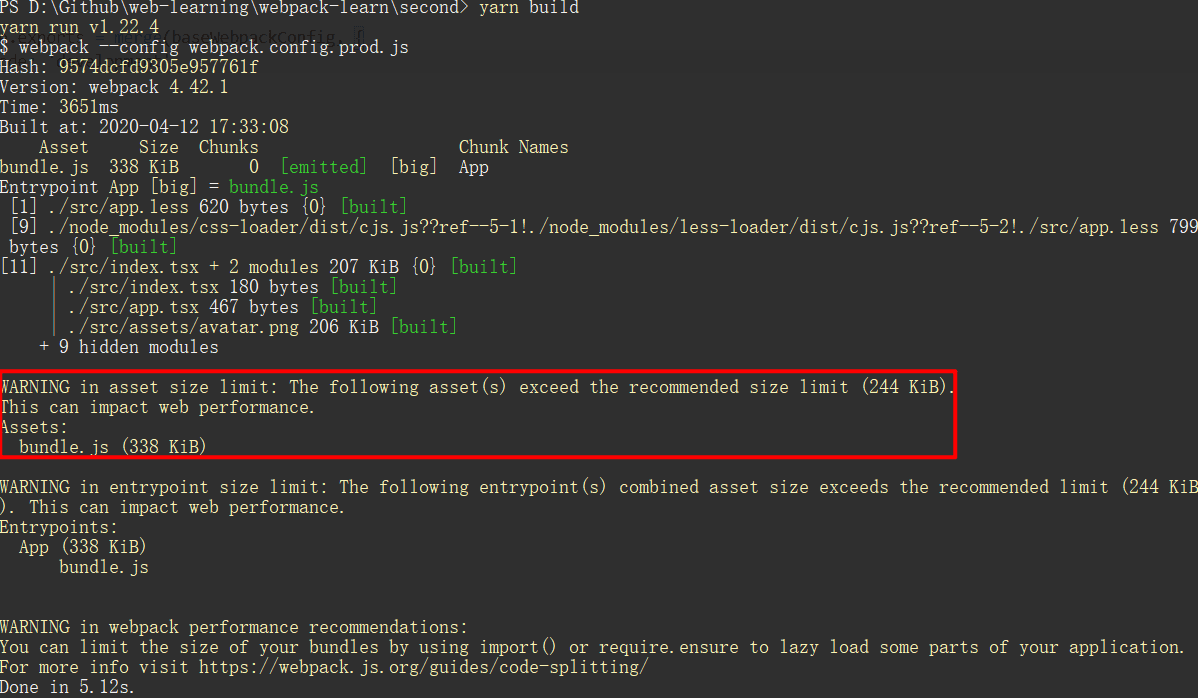 PS D:\Github\web-learning\webpack-learn\second> yarn build
yarn run v1.22.4
$ webpack --config webpack.config.prod.js
Hash: 9574dcfd9305e957761f
Version: webpack 4.42.1
Time: 3651ms
Built at: 2020-04-12 17:33:08
Asset Size Chunks Chunk Names
bundle.js 338 KiB 0 [emitted] [big] App
Entrypoint App [big] = bundle.js
[1] ./src/app.less 620 bytes {0} [built]
[9] ./node_modules/css-loader/dist/cjs.js??ref--5-1!./node_modules/less-loader/dist/cjs.js??ref--5-2!./src/app.less 799
bytes {0} [built]
[11] ./src/index.tsx + 2 modules 207 KiB {0} [built]
| ./src/index.tsx 180 bytes [built]
| ./src/app.tsx 467 bytes [built]
| ./src/assets/avatar.png 206 KiB [built]
+ 9 hidden modules
WARNING in asset size limit: The following asset(s) exceed the recommended size limit (244 KiB).
This can impact web performance.
Assets:
bundle.js (338 KiB)
WARNING in entrypoint size limit: The following entrypoint(s) combined asset size exceeds the recommended limit (244 KiB
). This can impact web performance.
Entrypoints:
App (338 KiB)
bundle.js
WARNING in webpack performance recommendations:
You can limit the size of your bundles by using import() or require.ensure to lazy load some parts of your application.
For more info visit https://webpack.js.org/guides/code-splitting/
Done in 5.12s.